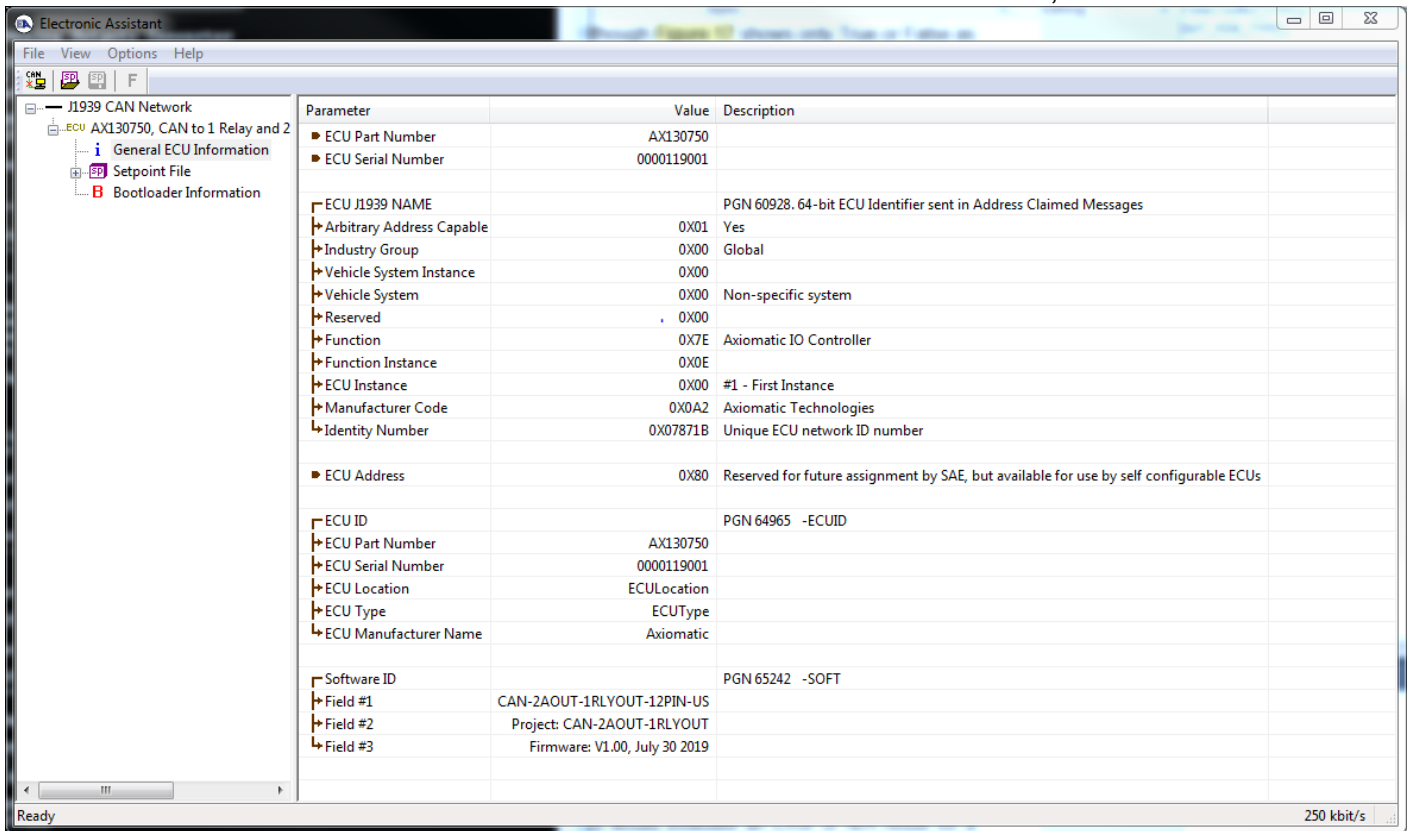 Electronic Assistant
File View Options Help
CAN SP SP F
J1939 CAN Network
ECU AX130750, CAN to 1 Relay and 2
i General ECU Information
SP Setpoint File
B Bootloader Information
Parameter Value Description
ECU Part Number AX130750
ECU Serial Number 0000119001
ECU J1939 NAME PGN 60928. 64-bit ECU Identifier sent in Address Claimed Messages
Arbitrary Address Capable 0X01 Yes
Industry Group 0X00 Global
Vehicle System Instance 0X00
Vehicle System 0X00 Non-specific system
Reserved 0X00
Function 0X7E Axiomatic IO Controller
Function Instance 0X0E
ECU Instance 0X00 #1 - First Instance
Manufacturer Code 0X0A2 Axiomatic Technologies
Identity Number 0X07871B Unique ECU network ID number
ECU Address 0X80 Reserved for future assignment by SAE, but available for use by self configurable ECUs
ECU ID PGN 64965 -ECUID
ECU Part Number AX130750
ECU Serial Number 0000119001
ECU Location ECULocation
ECU Type ECUType
ECU Manufacturer Name Axiomatic
Software ID PGN 65242 -SOFT
Field #1 CAN-2AOUT-1RLYOUT-12PIN-US
Field #2 Project: CAN-2AOUT-1RLYOUT
Field #3 Firmware: V1.00, July 30 2019
Ready 250 kbit/s